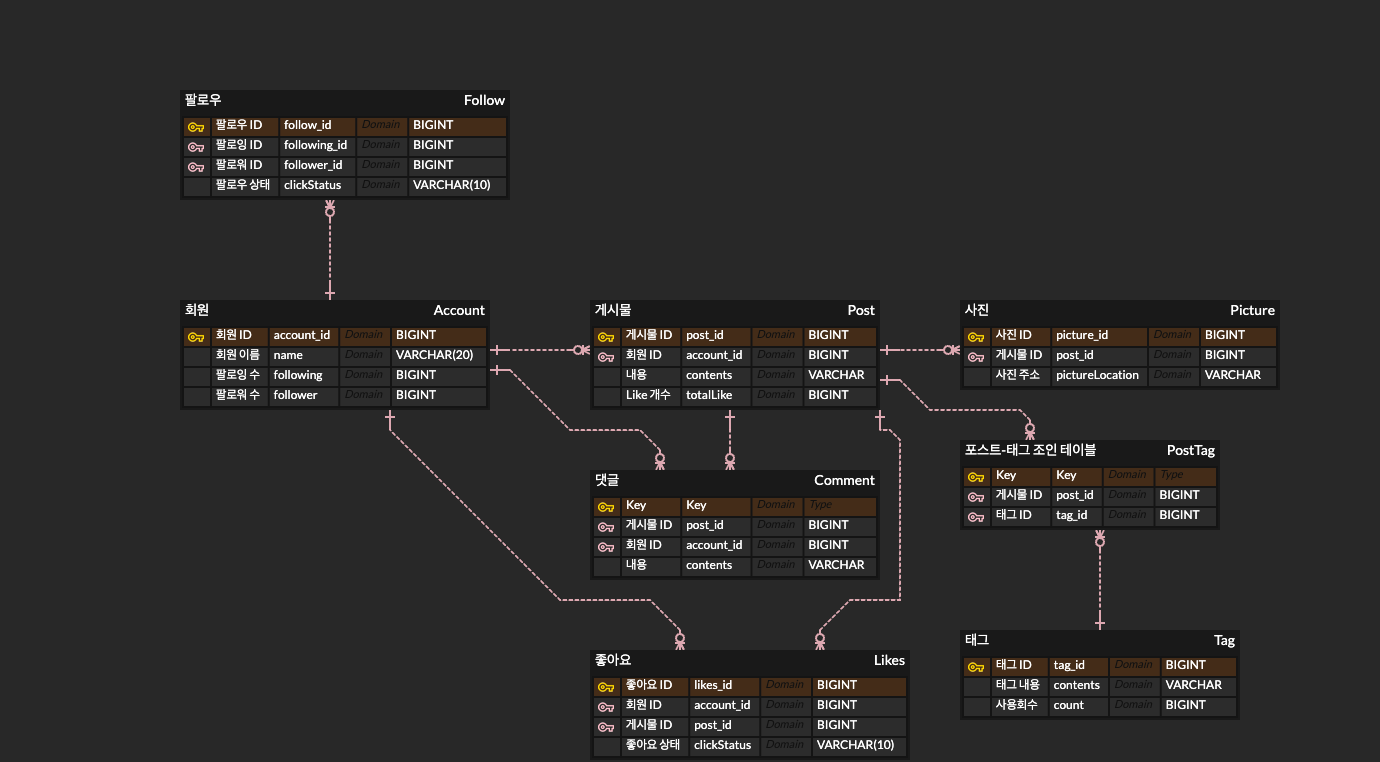 팔로우 Follow
팔로우 ID follow_id Domain BIGINT
팔로잉 ID following_id Domain BIGINT
팔로워 ID follower_id Domain BIGINT
팔로우 상태 clickStatus Domain VARCHAR(10)
회원 Account
회원 ID account_id Domain BIGINT
회원 이름 name Domain VARCHAR(20)
팔로잉 수 following Domain BIGINT
팔로워 수 follower Domain BIGINT
게시물 Post
게시물 ID post_id Domain BIGINT
회원 ID account_id Domain BIGINT
내용 contents Domain VARCHAR
Like 개수 totalLike Domain BIGINT
사진 Picture
사진 ID picture_id Domain BIGINT
게시물 ID post_id Domain BIGINT
사진 주소 pictureLocation Domain VARCHAR
댓글 Comment
Key Key Domain Type
게시물 ID post_id Domain BIGINT
회원 ID account_id Domain BIGINT
내용 contents Domain VARCHAR
포스트-태그 조인 테이블 PostTag
Key Key Domain Type
게시물 ID post_id Domain BIGINT
태그 ID tag_id Domain BIGINT
좋아요 Likes
좋아요 ID likes_id Domain BIGINT
회원 ID account_id Domain BIGINT
게시물 ID post_id Domain BIGINT
좋아요 상태 clickStatus Domain VARCHAR(10)
태그 Tag
태그 ID tag_id Domain BIGINT
태그 내용 contents Domain VARCHAR
사용회수 count Domain BIGINT